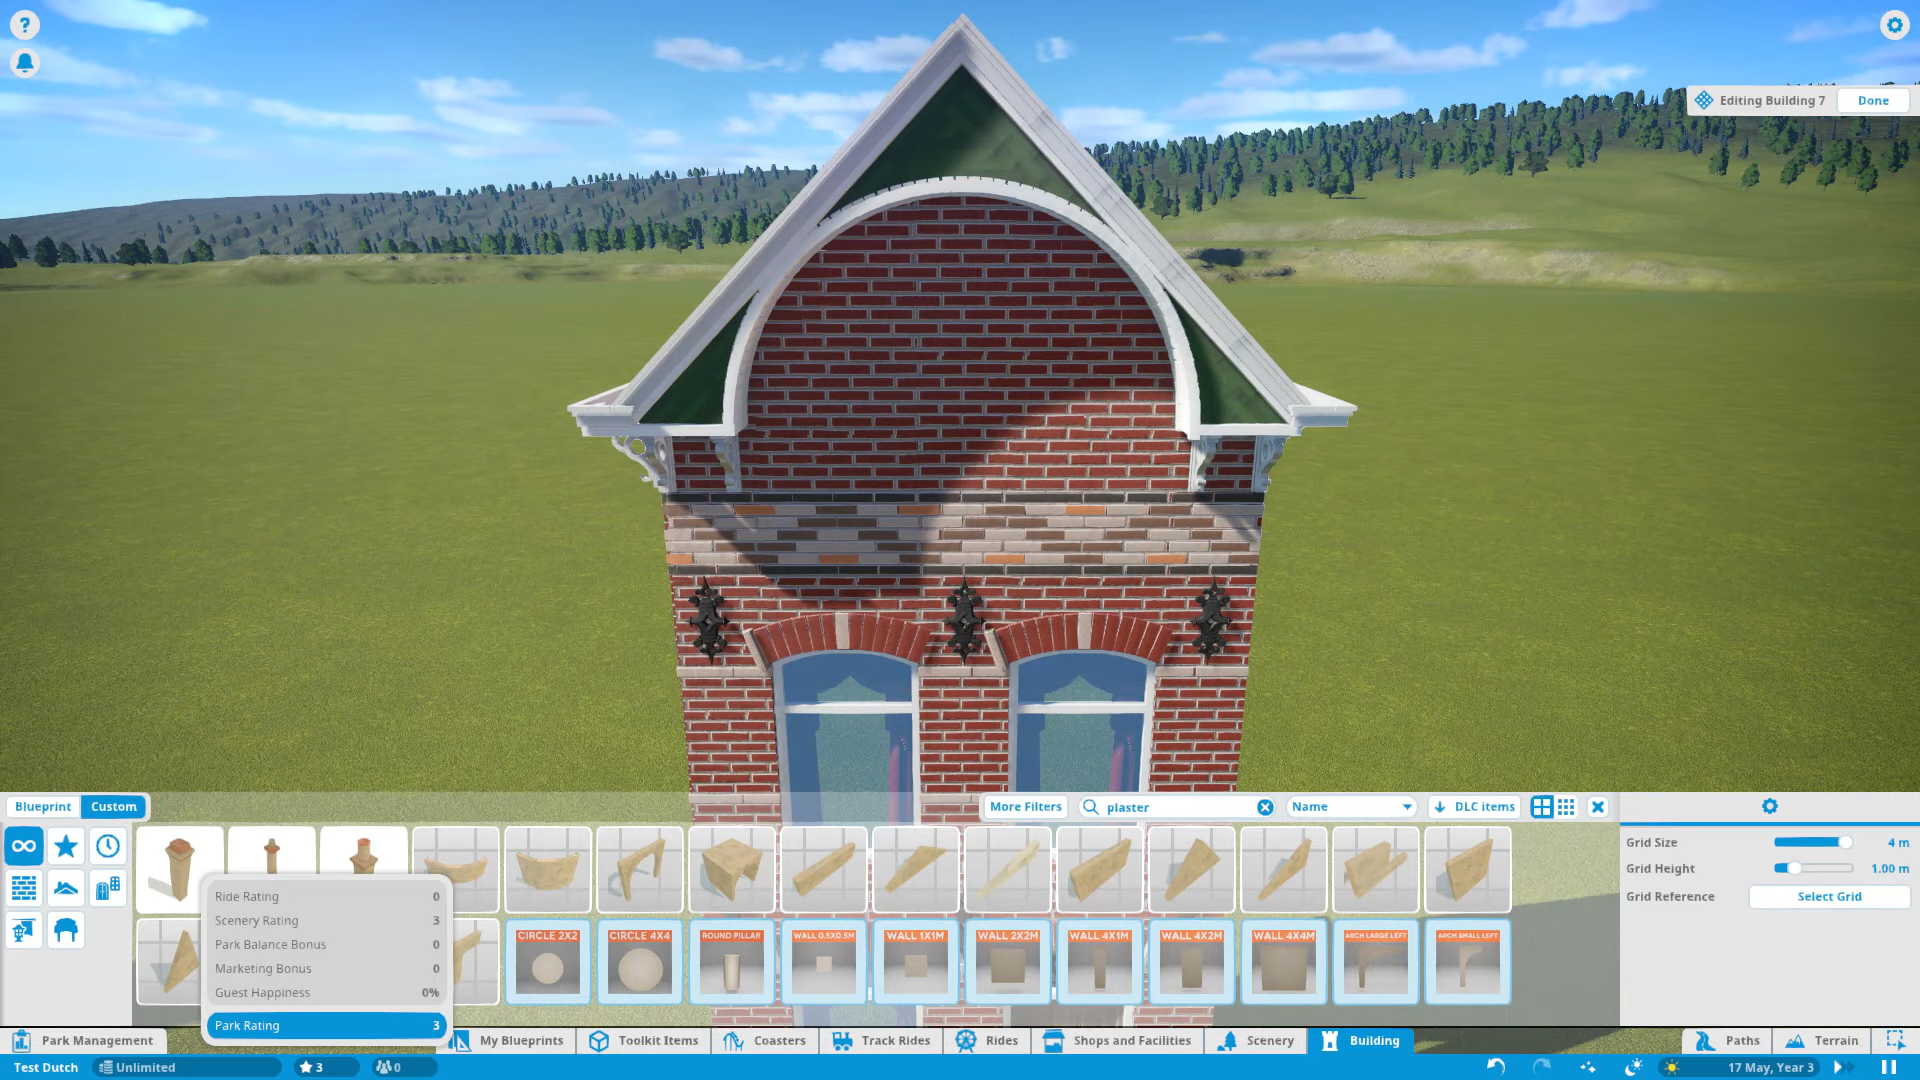 ?
Editing Building 7
Done
Blueprint
Custom
More Filters
plaster
Name
DLC items
Grid Size
4 m
Grid Height
1.00 m
Grid Reference
Select Grid
Ride Rating
0
Scenery Rating
3
Park Balance Bonus
0
Marketing Bonus
0
Guest Happiness
0%
Park Rating
3
CIRCLE 2X2
CIRCLE 4X4
ROUND PILLAR
WALL 0.5X0.5M
WALL 1X1M
WALL 2X2M
WALL 4X1M
WALL 4X2M
WALL 4X4M
ARCH LARGE LEFT
ARCH SMALL LEFT
Park Management
My Blueprints
Toolkit Items
Coasters
Track Rides
Rides
Shops and Facilities
Scenery
Building
Paths
Terrain
Test Dutch
Unlimited
3
0
17 May, Year 3